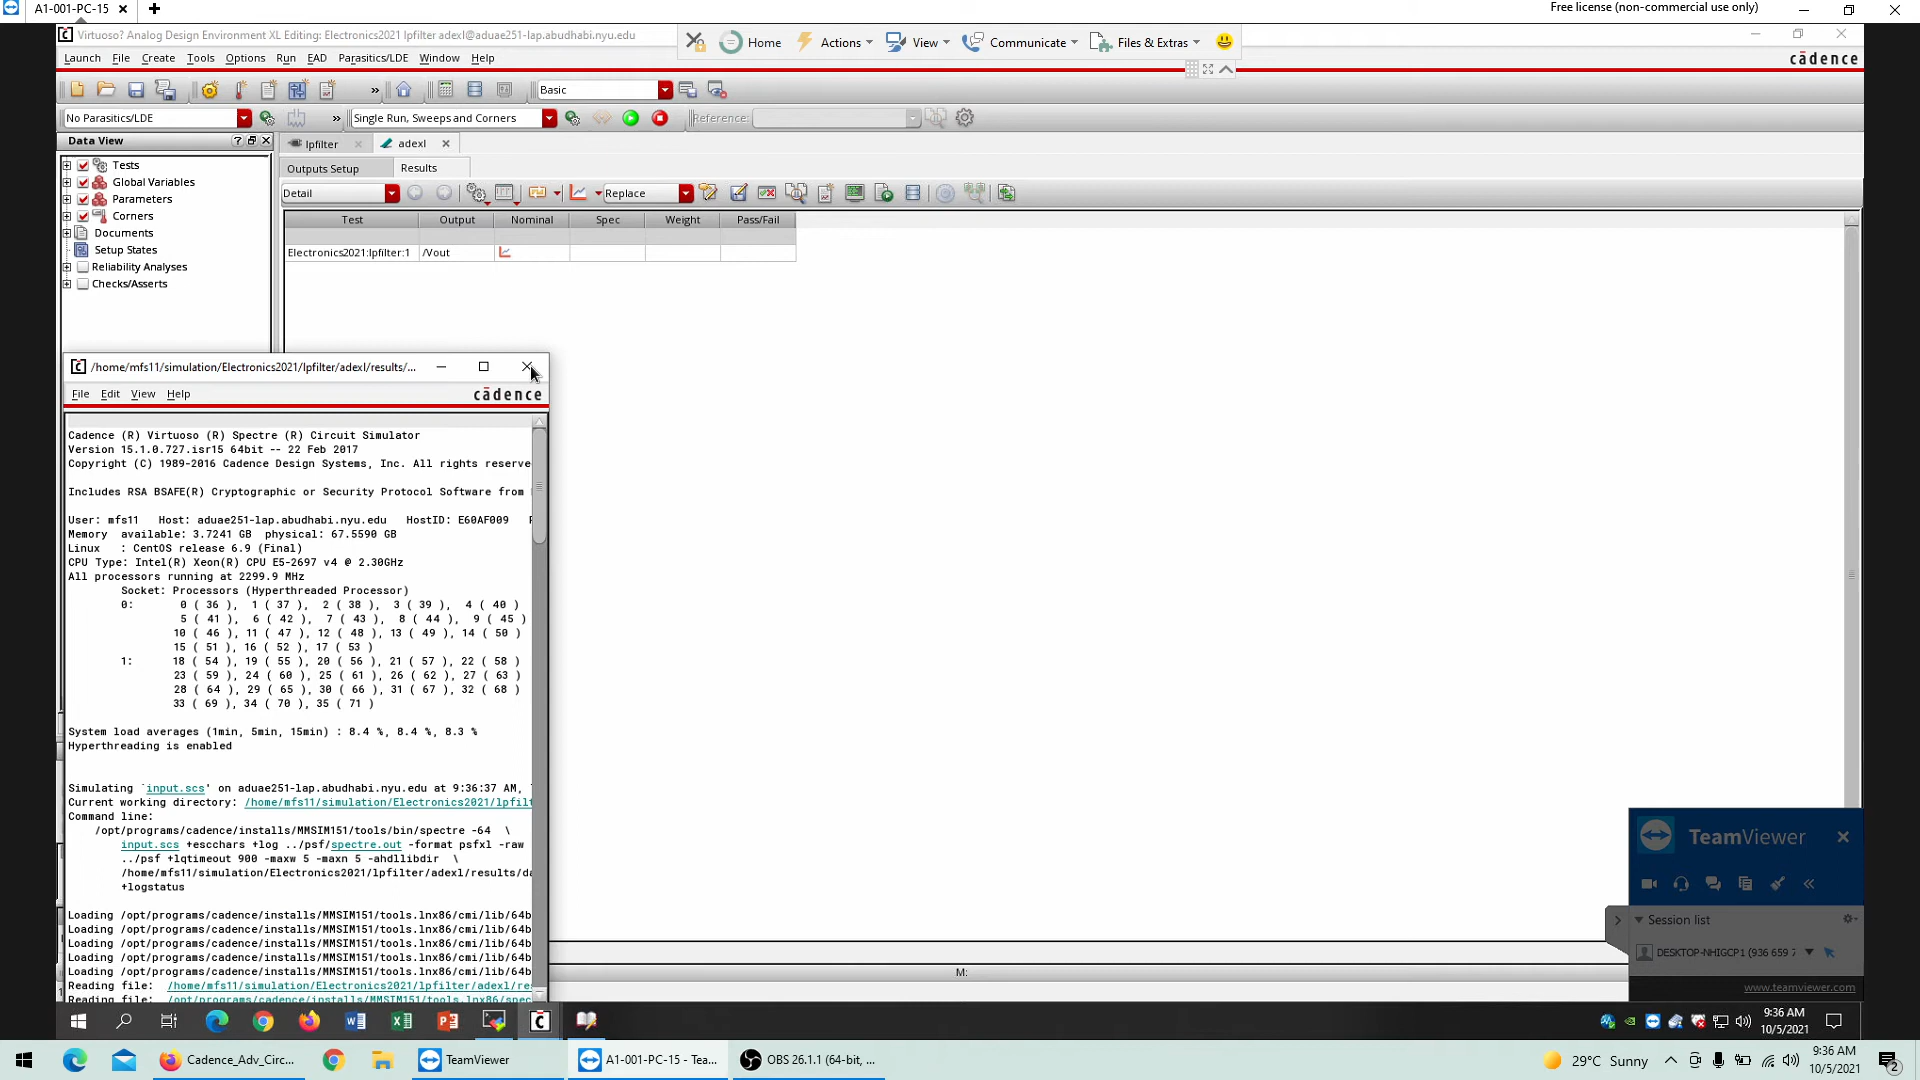 A1-001-PC-15
Free license (non-commercial use only)
Virtuoso? Analog Design Environment XL Editing: Electronics2021 lpfilter adexl@aduae251-lap.abudhabi.nyu.edu
Home
Actions
View
Communicate
Files & Extras
Launch File Create Tools Options Run EAD Parasitics/LDE Window Help
cādence
» Basic
No Parasitics/LDE » Single Run, Sweeps and Corners Reference:
Data View
lpfilter adexl
Tests
Global Variables
Parameters
Corners
Documents
Setup States
Reliability Analyses
Checks/Asserts
Outputs Setup Results
Detail Replace
Test Output Nominal Spec Weight Pass/Fail
Electronics2021:lpfilter:1 /Vout
/home/mfs11/simulation/Electronics2021/lpfilter/adexl/results/...
File Edit View Help cādence
Cadence (R) Virtuoso (R) Spectre (R) Circuit Simulator
Version 15.1.0.727.isr15 64bit -- 22 Feb 2017
Copyright (C) 1989-2016 Cadence Design Systems, Inc. All rights reserve
Includes RSA BSAFE(R) Cryptographic or Security Protocol Software from
User: mfs11 Host: aduae251-lap.abudhabi.nyu.edu HostID: E60AF009
Memory available: 3.7241 GB physical: 67.5590 GB
Linux : CentOS release 6.9 (Final)
CPU Type: Intel(R) Xeon(R) CPU E5-2697 v4 @ 2.30GHz
All processors running at 2299.9 MHz
Socket: Processors (Hyperthreaded Processor)
0: 0 ( 36 ), 1 ( 37 ), 2 ( 38 ), 3 ( 39 ), 4 ( 40 )
5 ( 41 ), 6 ( 42 ), 7 ( 43 ), 8 ( 44 ), 9 ( 45 )
10 ( 46 ), 11 ( 47 ), 12 ( 48 ), 13 ( 49 ), 14 ( 50 )
15 ( 51 ), 16 ( 52 ), 17 ( 53 )
1: 18 ( 54 ), 19 ( 55 ), 20 ( 56 ), 21 ( 57 ), 22 ( 58 )
23 ( 59 ), 24 ( 60 ), 25 ( 61 ), 26 ( 62 ), 27 ( 63 )
28 ( 64 ), 29 ( 65 ), 30 ( 66 ), 31 ( 67 ), 32 ( 68 )
33 ( 69 ), 34 ( 70 ), 35 ( 71 )
System load averages (1min, 5min, 15min) : 8.4 %, 8.4 %, 8.3 %
Hyperthreading is enabled
Simulating `input.scs' on aduae251-lap.abudhabi.nyu.edu at 9:36:37 AM,
Current working directory: /home/mfs11/simulation/Electronics2021/lpfilt
Command line:
/opt/programs/cadence/installs/MMSIM151/tools/bin/spectre -64 \
input.scs +escchars +log ../psf/spectre.out -format psfxl -raw
../psf +lqtimeout 900 -maxw 5 -maxn 5 -ahdllibdir \
/home/mfs11/simulation/Electronics2021/lpfilter/adexl/results/da
+logstatus
Loading /opt/programs/cadence/installs/MMSIM151/tools.lnx86/cmi/lib/64b
Loading /opt/programs/cadence/installs/MMSIM151/tools.lnx86/cmi/lib/64b
Loading /opt/programs/cadence/installs/MMSIM151/tools.lnx86/cmi/lib/64b
Loading /opt/programs/cadence/installs/MMSIM151/tools.lnx86/cmi/lib/64b
Loading /opt/programs/cadence/installs/MMSIM151/tools.lnx86/cmi/lib/64b
Reading file: /home/mfs11/simulation/Electronics2021/lpfilter/adexl/res
Reading file: /opt/programs/cadence/installs/MMSIM151/tools.lnx86/spec
M:
TeamViewer
Session list
DESKTOP-NHIGCP1 (936 659
www.teamviewer.com
9:36 AM
10/5/2021
Cadence_Adv_Circ...
TeamViewer
A1-001-PC-15 - Tea...
OBS 26.1.1 (64-bit, ...
29°C Sunny
9:36 AM
10/5/2021
2